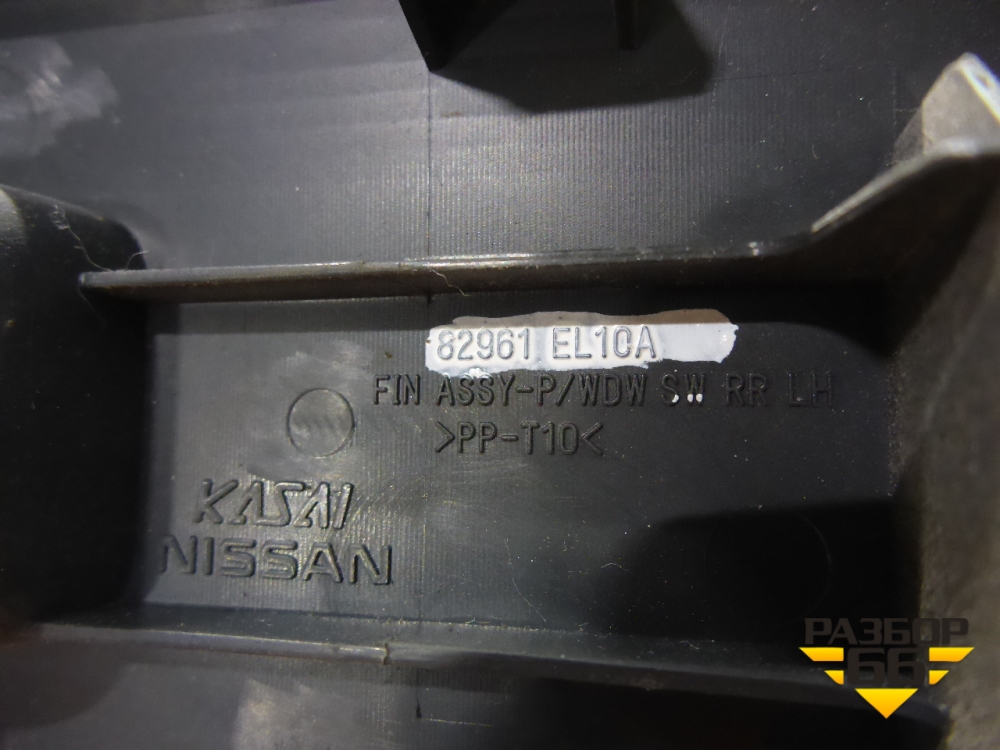 82961 EL10A
FIN ASSY-P/WDW SW RR LH
>PP-T10<
KASAI
NISSAN
РАЗБОР
66